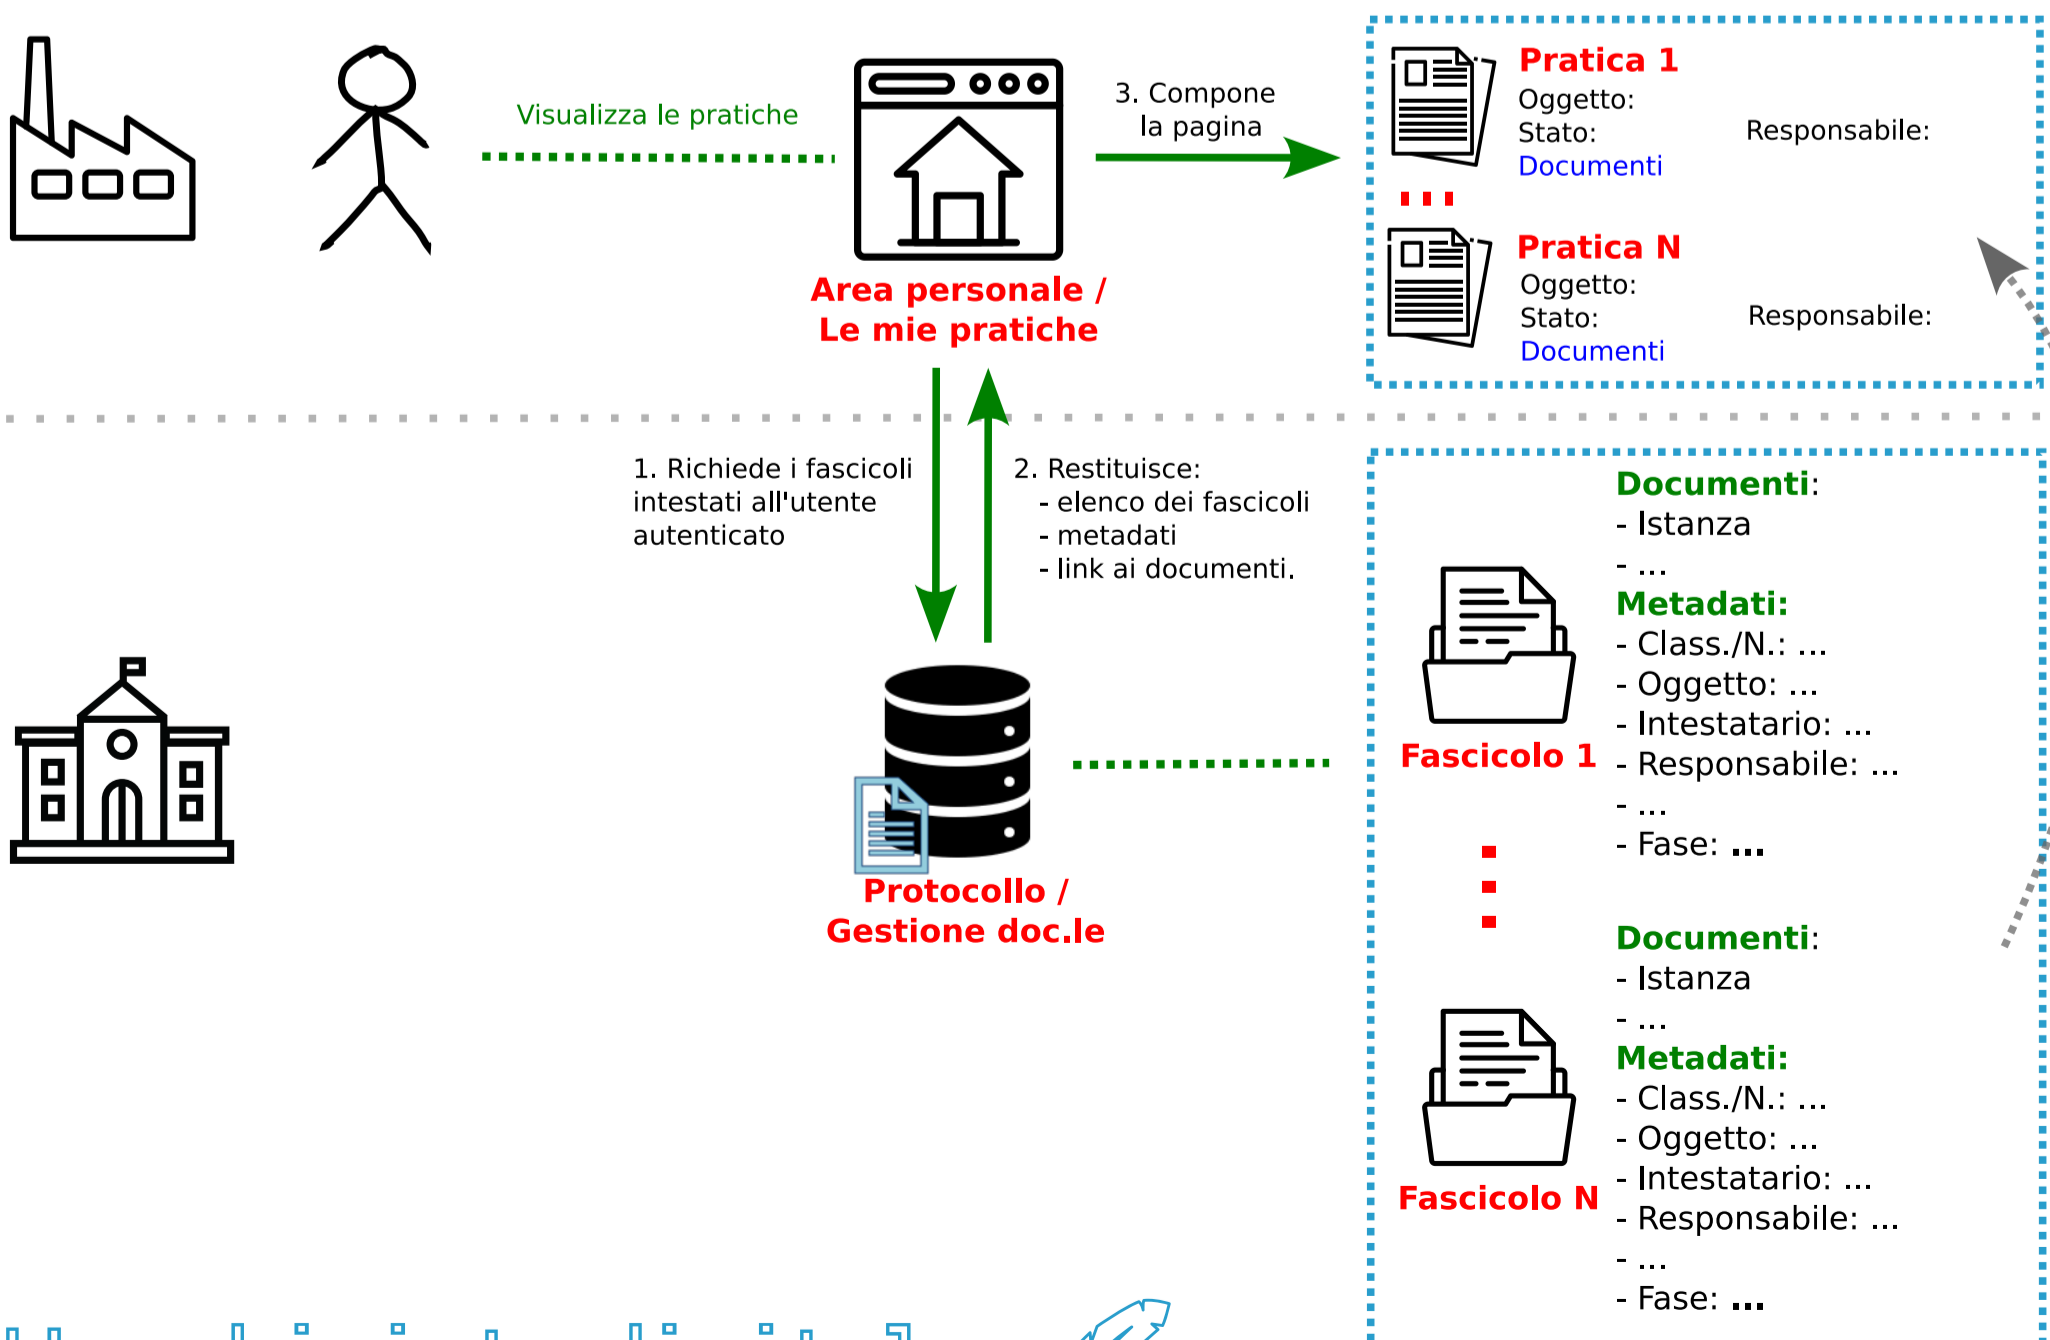 Visualizza le pratiche
3. Compone
la pagina
Area personale /
Le mie pratiche
Pratica 1
Oggetto:
Stato:
Responsabile:
Documenti
Pratica N
Oggetto:
Stato:
Responsabile:
Documenti
1. Richiede i fascicoli
intestati all'utente
autenticato
2. Restituisce:
- elenco dei fascicoli
- metadati
- link ai documenti.
Protocollo /
Gestione doc.le
Fascicolo 1
Documenti:
- Istanza
- ...
Metadati:
- Class./N.: ...
- Oggetto: ...
- Intestatario: ...
- Responsabile: ...
- ...
- Fase: ...
Fascicolo N
Documenti:
- Istanza
- ...
Metadati:
- Class./N.: ...
- Oggetto: ...
- Intestatario: ...
- Responsabile: ...
- ...
- Fase: ...